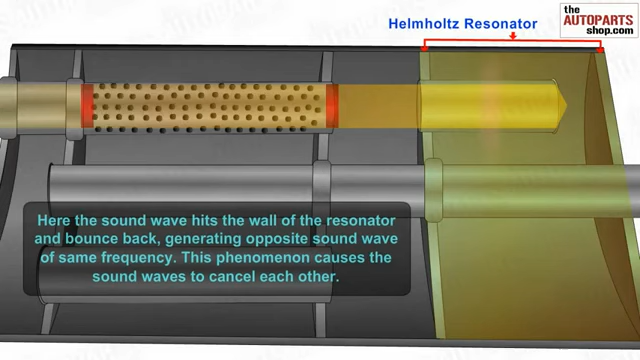 the
AUTOPARTS
shop.com
Helmholtz Resonator
Here the sound wave hits the wall of the resonator
and bounce back, generating opposite sound wave
of same frequency. This phenomenon causes the
sound waves to cancel each other.